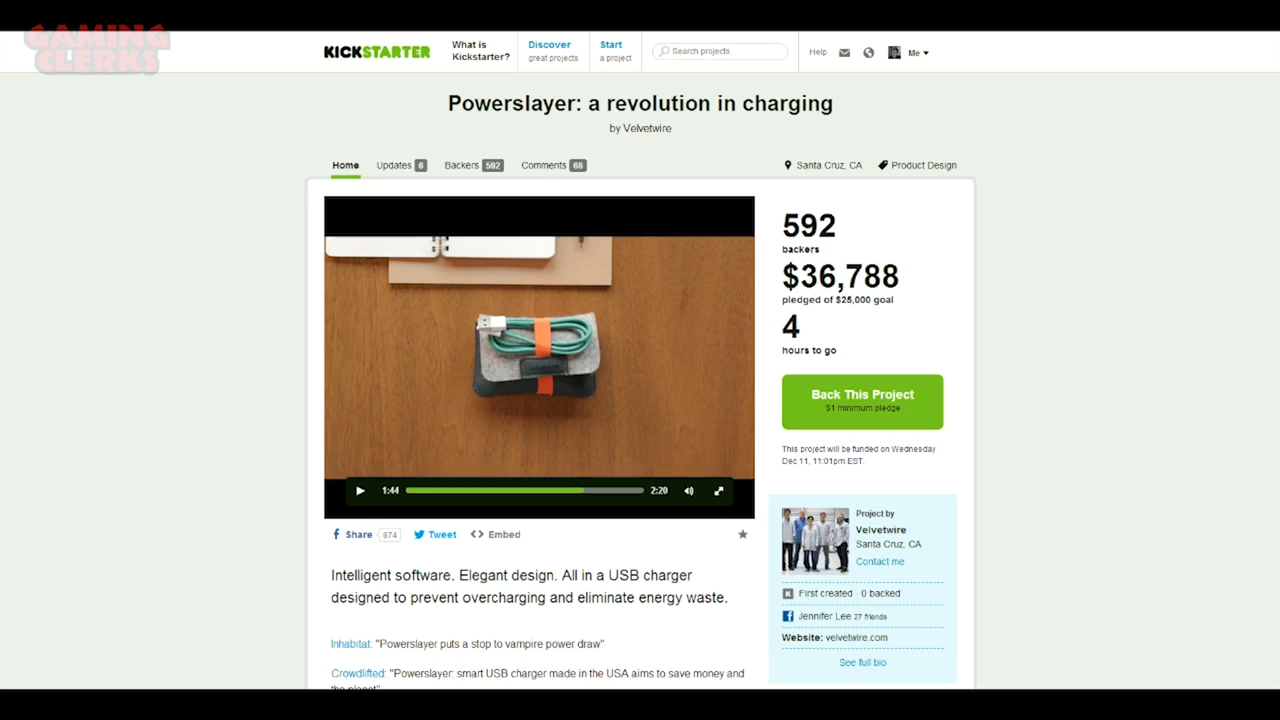 GAMING
CLERKS
KICKSTARTER
What is
Kickstarter?
Discover
great projects
Start
a project
Search projects
Help
Me
Powerslayer: a revolution in charging
by Velvetwire
Home
Updates 6
Backers 592
Comments 68
Santa Cruz, CA
Product Design
592
backers
$36,788
pledged of $25,000 goal
4
hours to go
Back This Project
$1 minimum pledge
This project will be funded on Wednesday
Dec 11, 11:01pm EST.
1:44
2:20
Share 874
Tweet
Embed
Intelligent software. Elegant design. All in a USB charger
designed to prevent overcharging and eliminate energy waste.
Inhabitat: "Powerslayer puts a stop to vampire power draw"
Crowdlifted: "Powerslayer: smart USB charger made in the USA aims to save money and
the planet"
Project by
Velvetwire
Santa Cruz, CA
Contact me
K First created · 0 backed
Jennifer Lee 27 friends
Website: velvetwire.com
See full bio